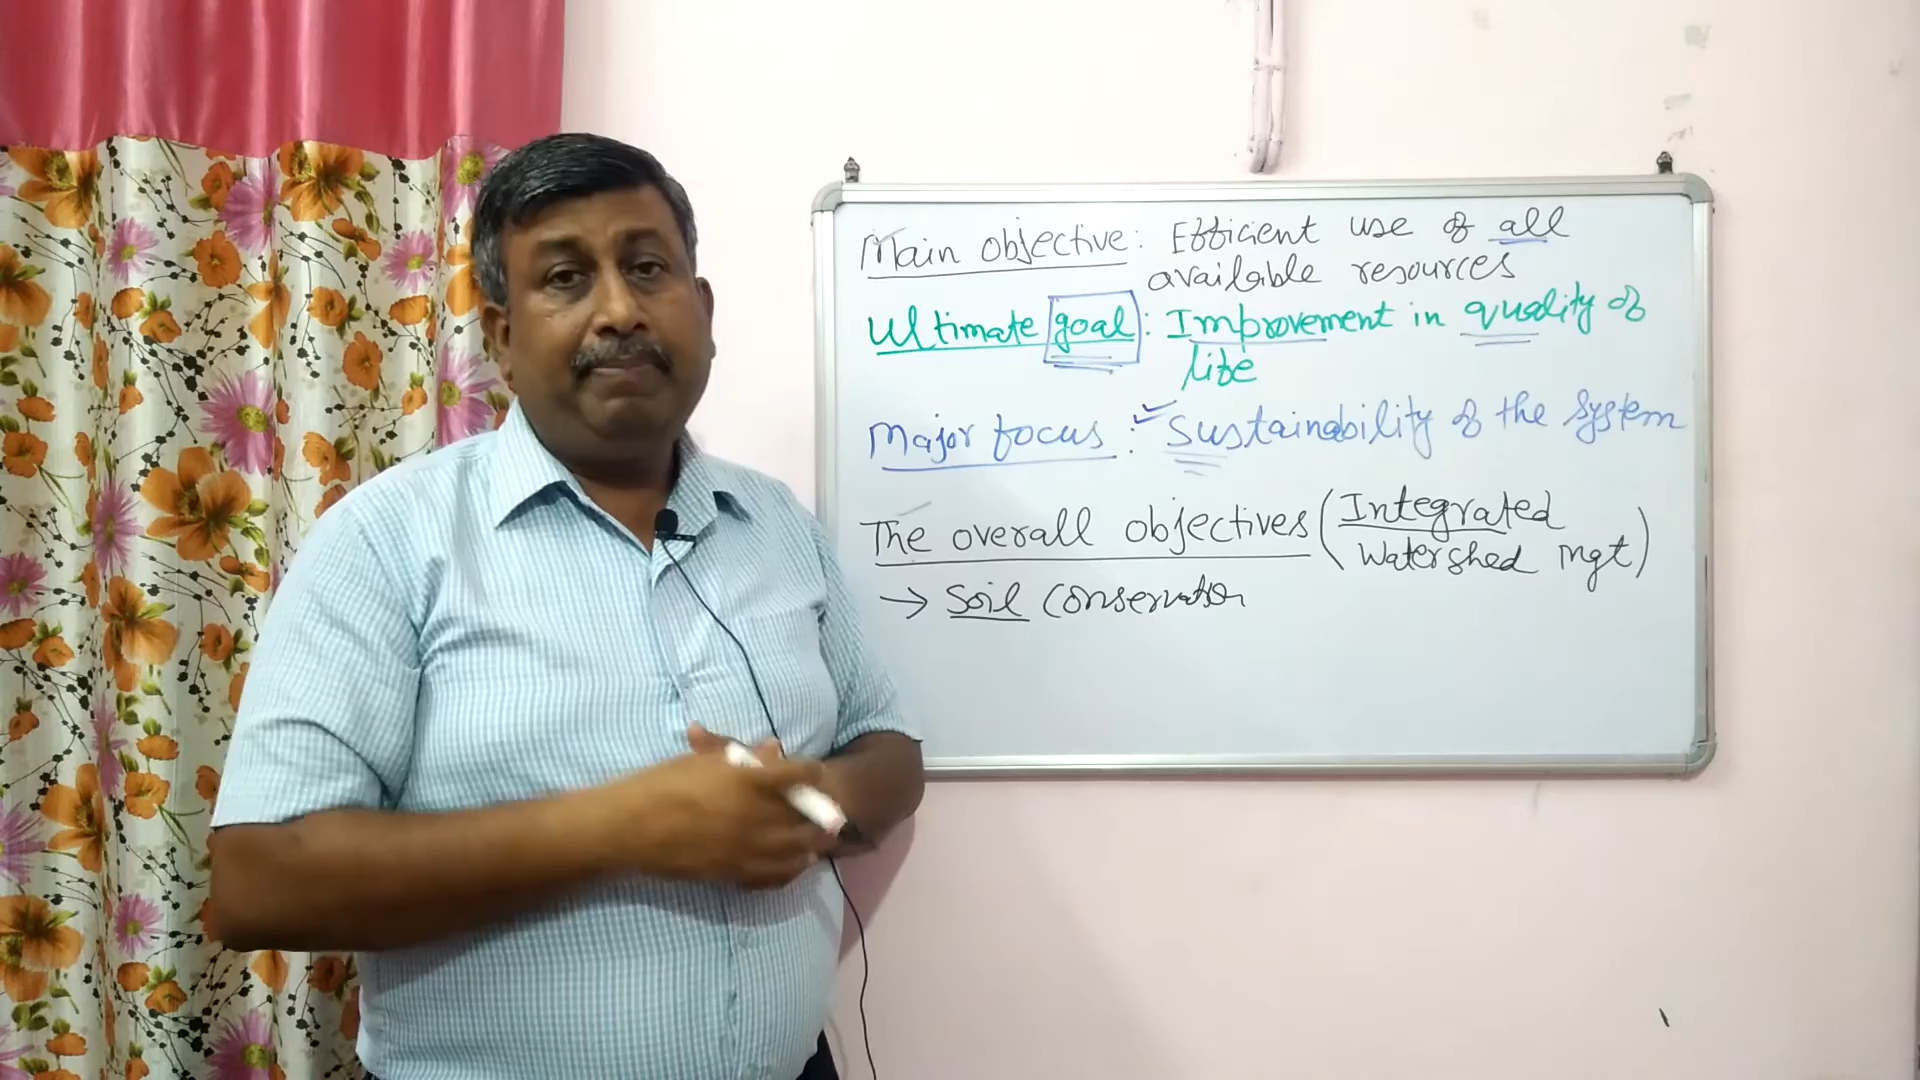 Main objective: Efficient use of all
available resources
Ultimate goal: Improvement in quality of
life
Major focus: Sustainability of the system
The overall objectives (Integrated
Watershed mgt)
→ Soil Conservation